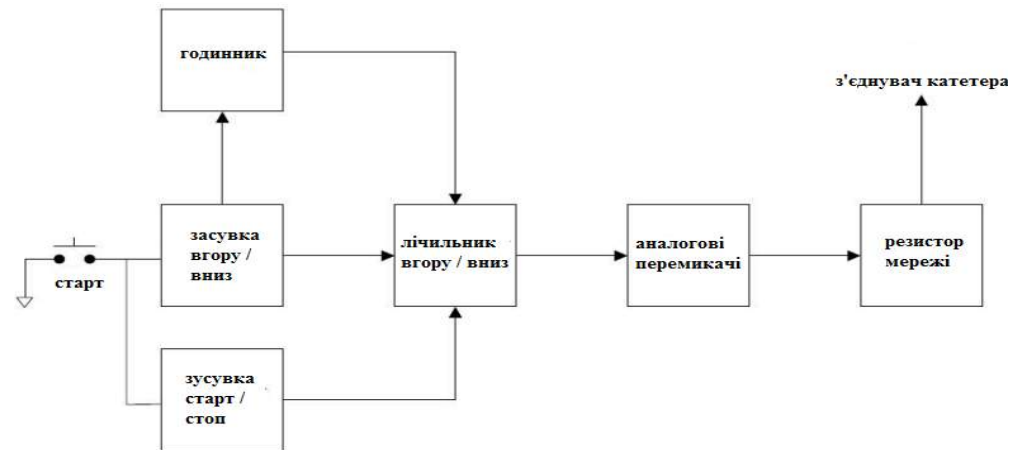 годинник
з'єднувач катетера
засувка
вгору /
вниз
лічильник
вгору / вниз
аналогові
перемикачі
резистор
мережі
старт
зусувка
старт /
стоп